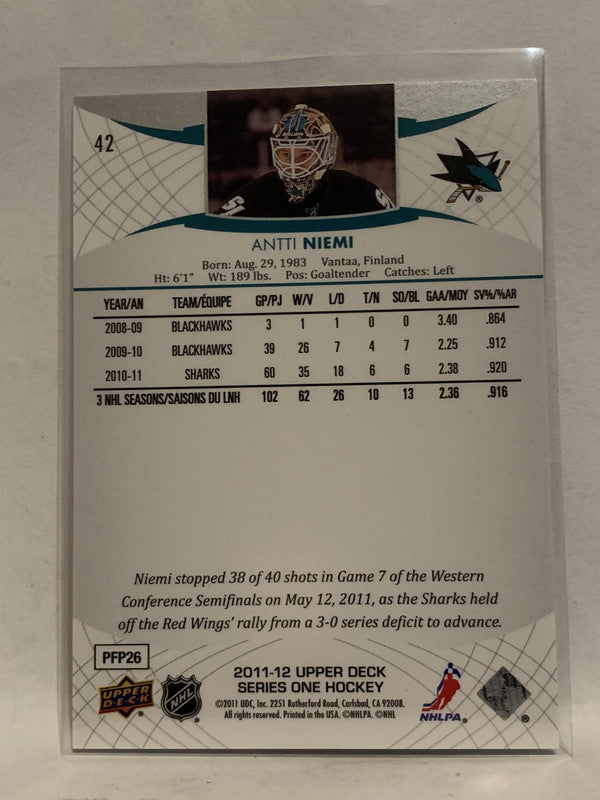 42
ANTTI NIEMI
Born: Aug. 29, 1983 Vantaa, Finland
Ht: 6'1" Wt: 189 lbs. Pos: Goaltender Catches: Left
YEAR/AN TEAM/ÉQUIPE GP/PJ W/V L/D T/N SO/BL GAA/MOY SV%/%AR
2008-09 BLACKHAWKS 3 1 1 0 0 3.40 .864
2009-10 BLACKHAWKS 39 26 7 4 7 2.25 .912
2010-11 SHARKS 60 35 18 6 6 2.38 .920
3 NHL SEASONS/SAISONS DU LNH 102 62 26 10 13 2.36 .916
Niemi stopped 38 of 40 shots in Game 7 of the Western
Conference Semifinals on May 12, 2011, as the Sharks held
off the Red Wings' rally from a 3-0 series deficit to advance.
PFP26
2011-12 UPPER DECK
SERIES ONE HOCKEY
©2011 UDC, Inc. 2251 Rutherford Road, Carlsbad, CA 92008.
All rights reserved. Printed in the USA. ©NHLPA. ©NHL
UPPER
DECK
NHL
NHLPA